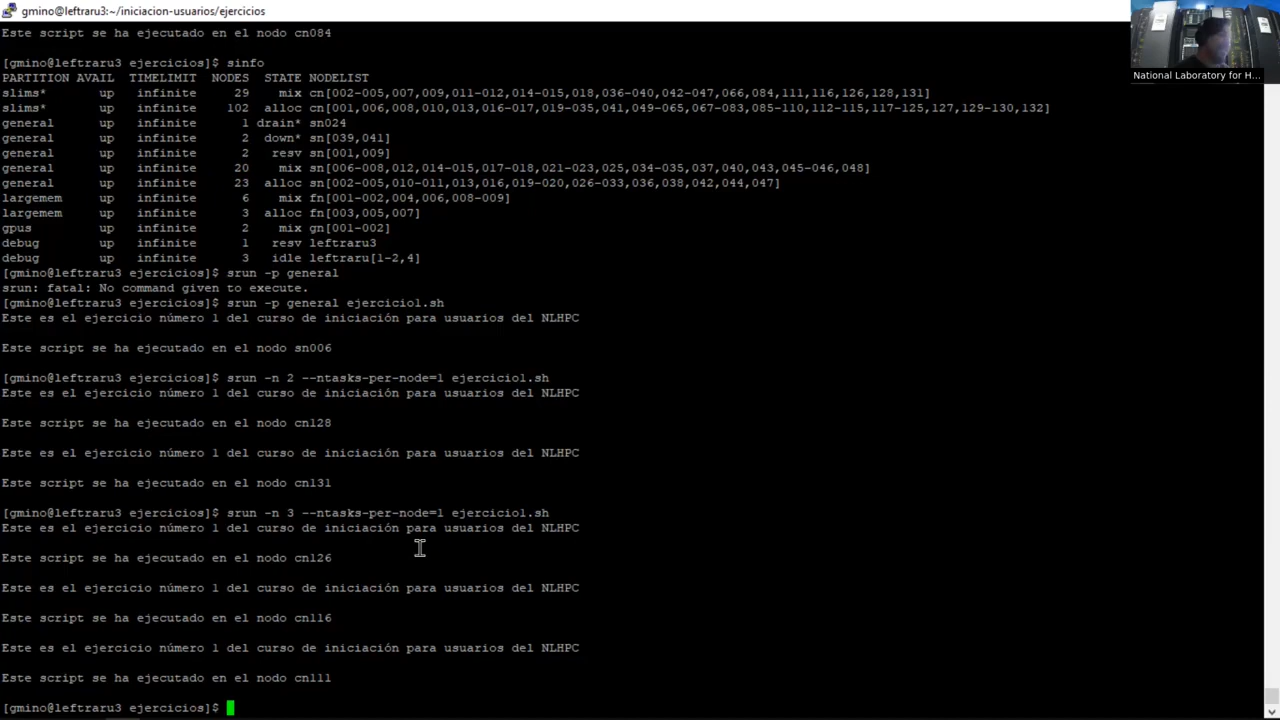 gmino@leftraru3:~/iniciacion-usuarios/ejercicios
Este script se ha ejecutado en el nodo cn084
[gmino@leftraru3 ejercicios]$ sinfo
PARTITION AVAIL  TIMELIMIT  NODES  STATE NODELIST
slims*       up   infinite     29    mix cn[002-005,007,009,011-012,014-015,018,036-040,042-047,066,084,111,116,126,128,131]
slims*       up   infinite    102  alloc cn[001,006,008,010,013,016-017,019-035,041,049-065,067-083,085-110,112-115,117-125,127,129-130,132]
general      up   infinite      1 drain* sn024
general      up   infinite      2  down* sn[039,041]
general      up   infinite      2   resv sn[001,009]
general      up   infinite     20    mix sn[006-008,012,014-015,017-018,021-023,025,034-035,037,040,043,045-046,048]
general      up   infinite     23  alloc sn[002-005,010-011,013,016,019-020,026-033,036,038,042,044,047]
largemem     up   infinite      6    mix fn[001-002,004,006,008-009]
largemem     up   infinite      3  alloc fn[003,005,007]
gpus         up   infinite      2    mix gn[001-002]
debug        up   infinite      1   resv leftraru3
debug        up   infinite      3   idle leftraru[1-2,4]
[gmino@leftraru3 ejercicios]$ srun -p general
srun: fatal: No command given to execute.
[gmino@leftraru3 ejercicios]$ srun -p general ejercicio1.sh
Este es el ejercicio número 1 del curso de iniciación para usuarios del NLHPC
Este script se ha ejecutado en el nodo sn006
[gmino@leftraru3 ejercicios]$ srun -n 2 --ntasks-per-node=1 ejercicio1.sh
Este es el ejercicio número 1 del curso de iniciación para usuarios del NLHPC
Este script se ha ejecutado en el nodo cn128
Este es el ejercicio número 1 del curso de iniciación para usuarios del NLHPC
Este script se ha ejecutado en el nodo cn131
[gmino@leftraru3 ejercicios]$ srun -n 3 --ntasks-per-node=1 ejercicio1.sh
Este es el ejercicio número 1 del curso de iniciación para usuarios del NLHPC
Este script se ha ejecutado en el nodo cn126
Este es el ejercicio número 1 del curso de iniciación para usuarios del NLHPC
Este script se ha ejecutado en el nodo cn116
Este es el ejercicio número 1 del curso de iniciación para usuarios del NLHPC
Este script se ha ejecutado en el nodo cn111
[gmino@leftraru3 ejercicios]$
National Laboratory for H...